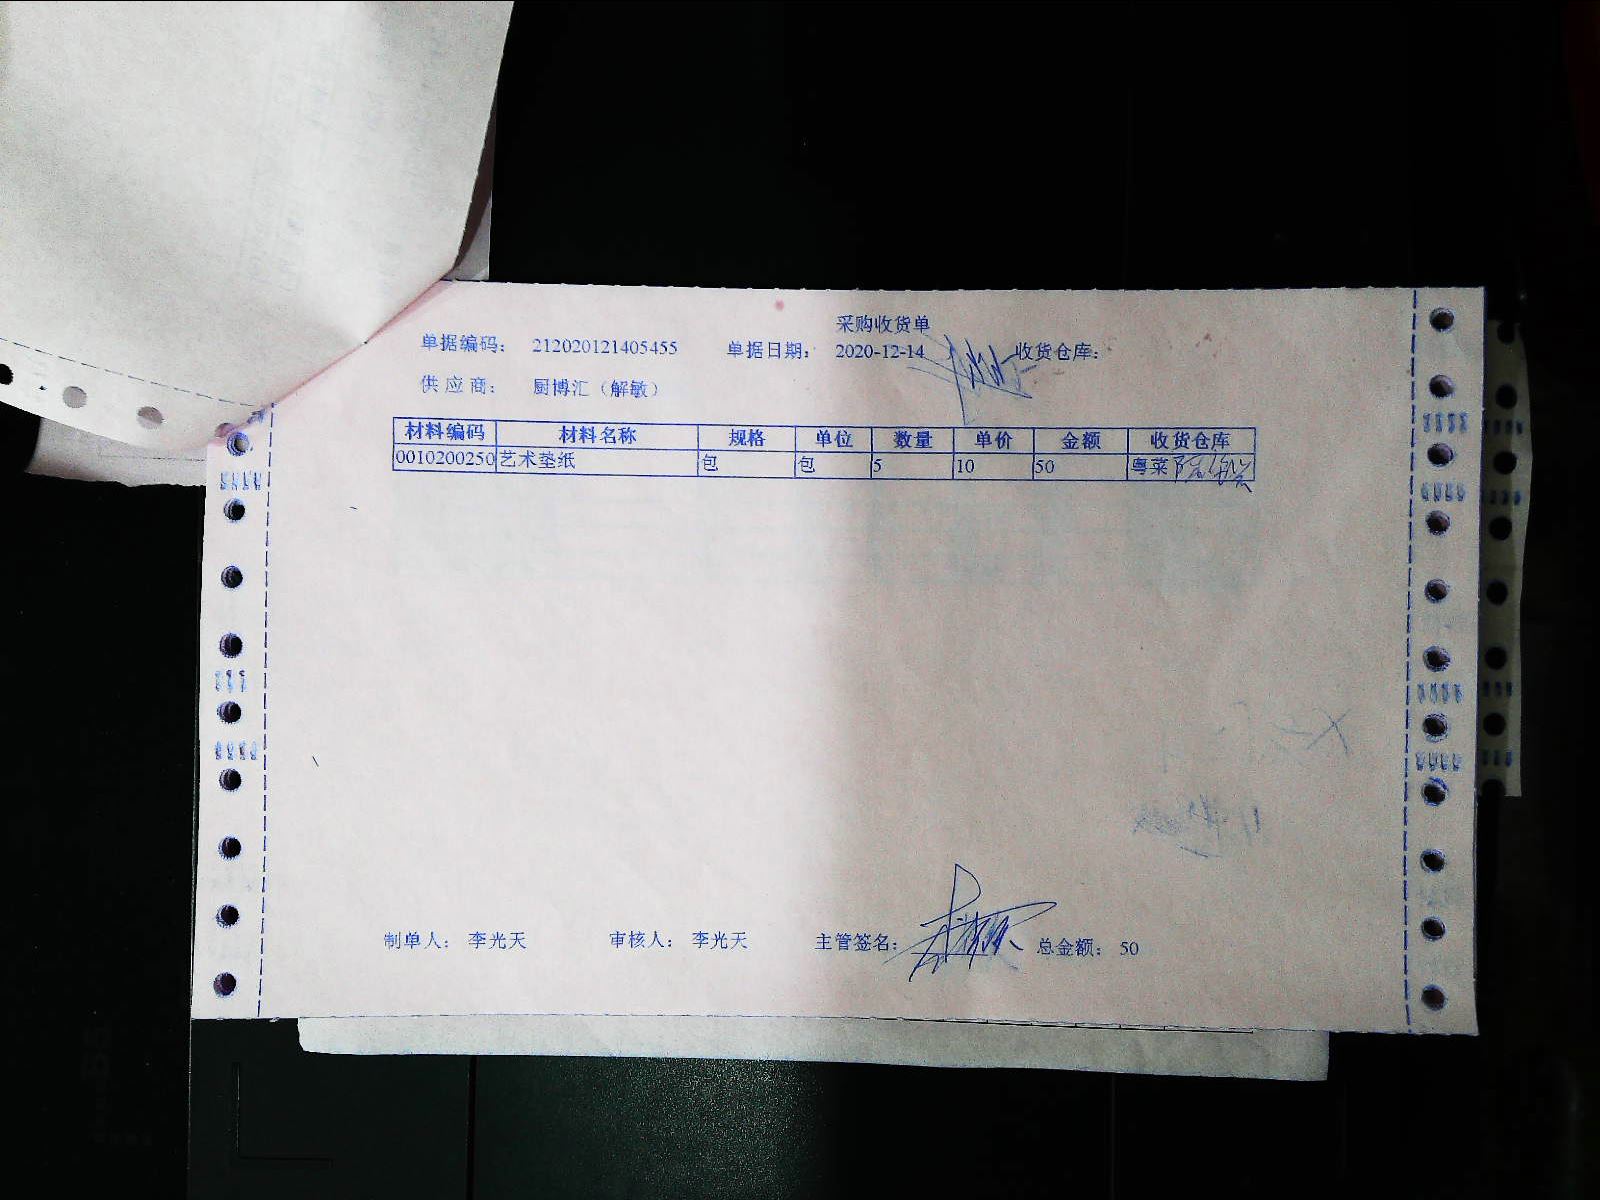 采购收货单
单据编码： 212020121405455 单据日期： 2020-12-14 收货仓库：
供 应 商： 厨博汇（解敏）
材料编码 材料名称 规格 单位 数量 单价 金额 收货仓库
0010200250 艺术垫纸 包 包 5 10 50 粤菜
制单人： 李光天 审核人： 李光天 主管签名： 总金额： 50